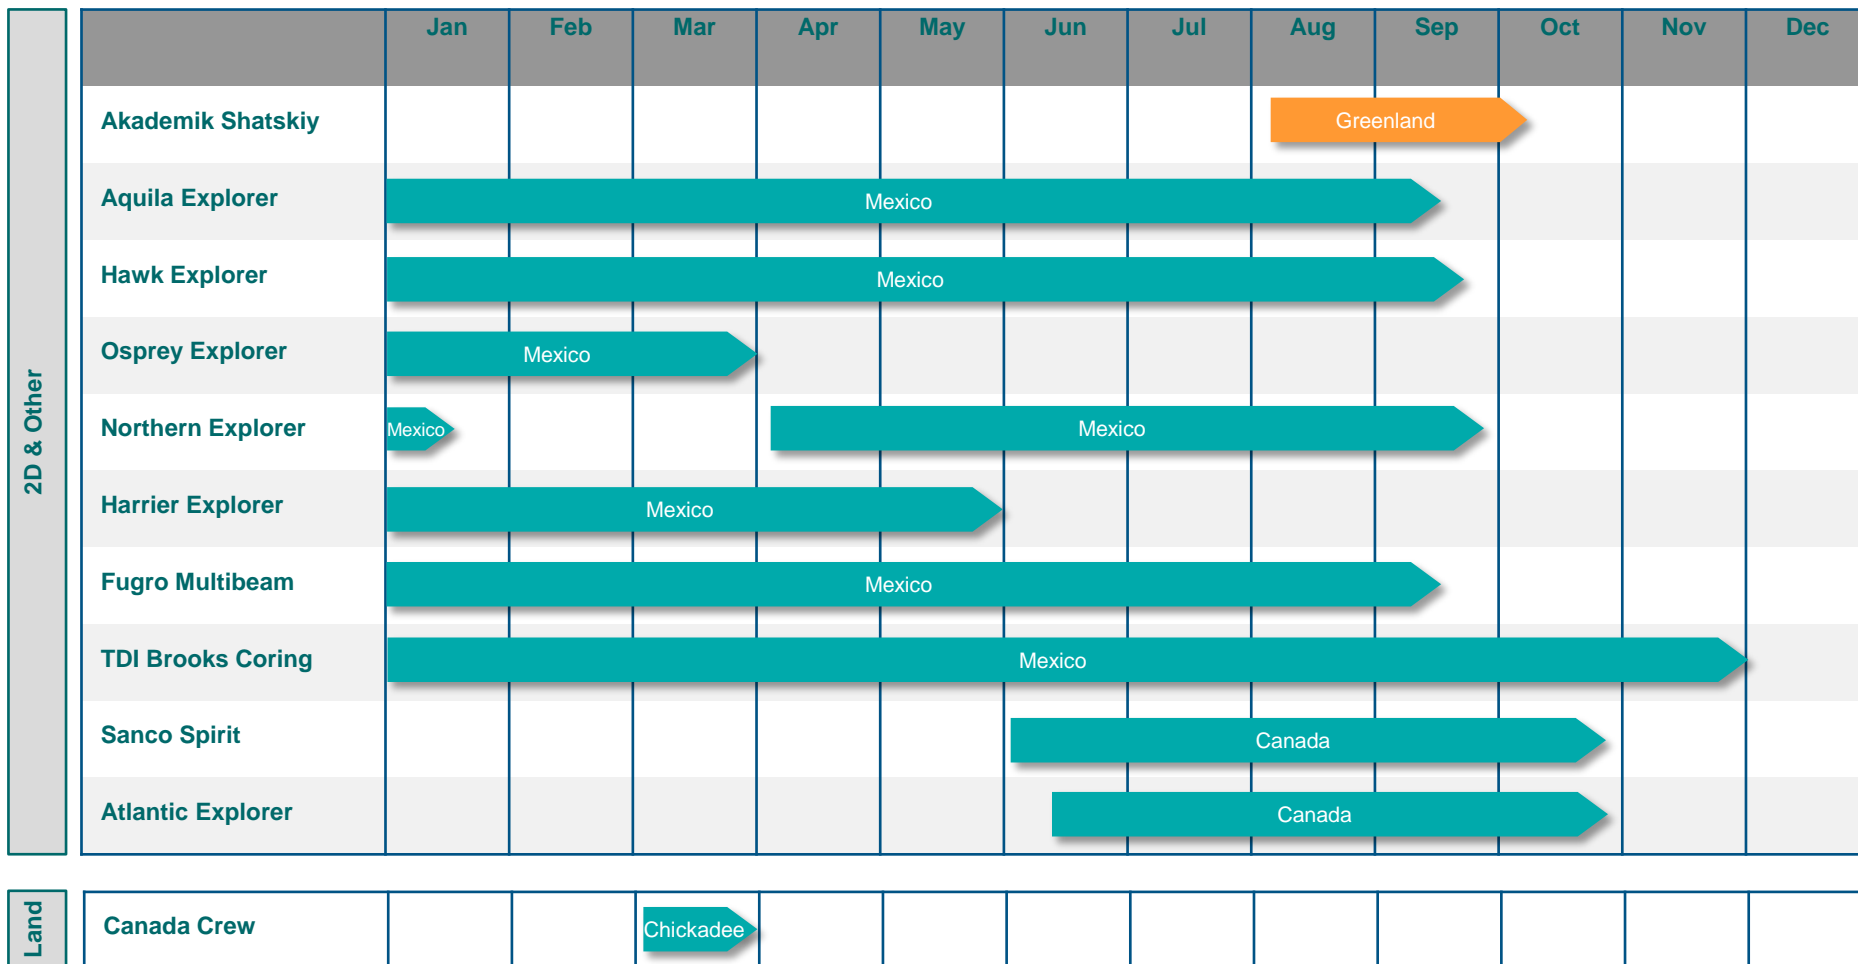 Jan Feb Mar Apr May Jun Jul Aug Sep Oct Nov Dec
2D & Other
Akademik Shatskiy Greenland
Aquila Explorer Mexico
Hawk Explorer Mexico
Osprey Explorer Mexico
Northern Explorer Mexico Mexico
Harrier Explorer Mexico
Fugro Multibeam Mexico
TDI Brooks Coring Mexico
Sanco Spirit Canada
Atlantic Explorer Canada
Land
Canada Crew Chickadee